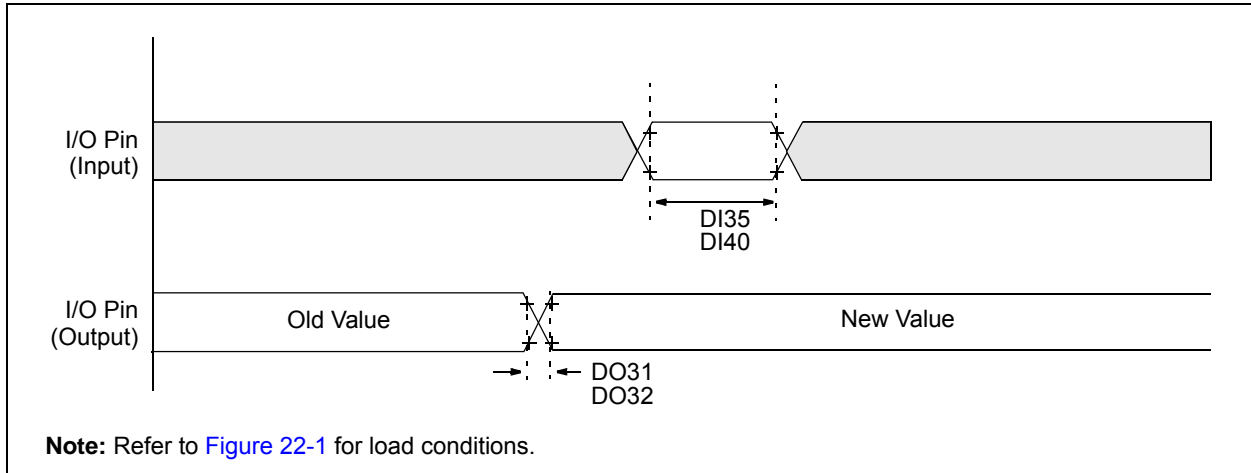 I/O Pin
(Input)
DI35
DI40
I/O Pin
(Output)
Old Value
New Value
DO31
DO32
Note: Refer to Figure 22-1 for load conditions.